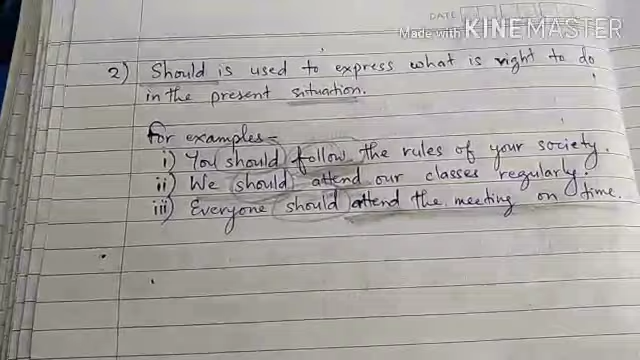 DATE
Made with KINEMASTER
2) Should is used to express what is right to do
in the present situation.
For examples-
i) You should follow the rules of your society.
ii) We should attend our classes regularly.
iii) Everyone should attend the meeting on time.